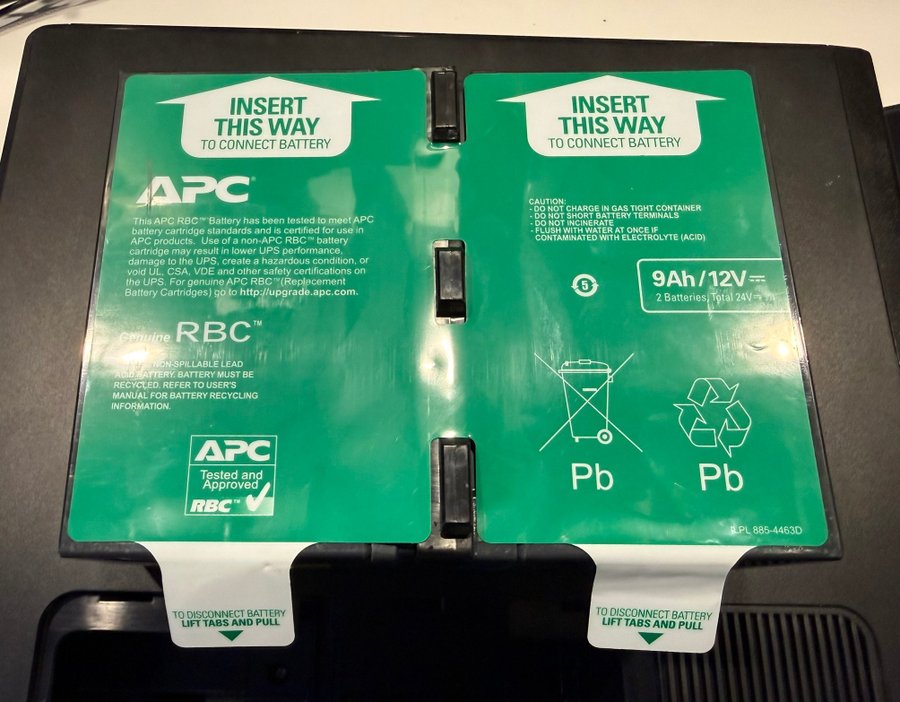 INSERT
THIS WAY
TO CONNECT BATTERY
APC®
This APC RBC™ Battery has been tested to meet APC
battery cartridge standards and is certified for use in
APC products. Use of a non-APC RBC™ battery
cartridge may result in lower UPS performance,
damage to the UPS, create a hazardous condition, or
void UL, CSA, VDE and other safety certifications on
the UPS. For genuine APC RBC™(Replacement
Battery Cartridges) go to http://upgrade.apc.com.
Genuine RBC™
NON-SPILLABLE LEAD
ACID BATTERY. BATTERY MUST BE
RECYCLED. REFER TO USER'S
MANUAL FOR BATTERY RECYCLING
INFORMATION.
APC
Tested and
Approved
RBC™
TO DISCONNECT BATTERY
LIFT TABS AND PULL
INSERT
THIS WAY
TO CONNECT BATTERY
CAUTION:
- DO NOT CHARGE IN GAS TIGHT CONTAINER
- DO NOT SHORT BATTERY TERMINALS
- DO NOT INCINERATE
- FLUSH WITH WATER AT ONCE IF
CONTAMINATED WITH ELECTROLYTE (ACID)
5
9Ah/12V⎓
2 Batteries, Total 24V⎓
Pb
Pb
PL 885-4463D
TO DISCONNECT BATTERY
LIFT TABS AND PULL